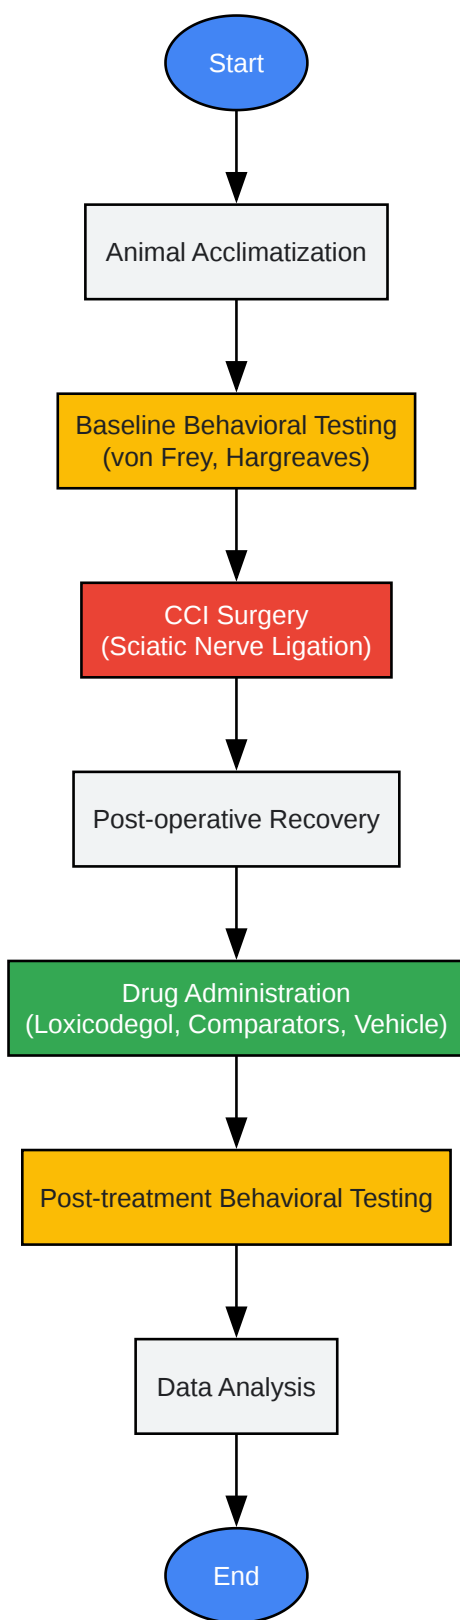 Start
Animal Acclimatization
Baseline Behavioral Testing
(von Frey, Hargreaves)
CCI Surgery
(Sciatic Nerve Ligation)
Post-operative Recovery
Drug Administration
(Loxicodegol, Comparators, Vehicle)
Post-treatment Behavioral Testing
Data Analysis
End